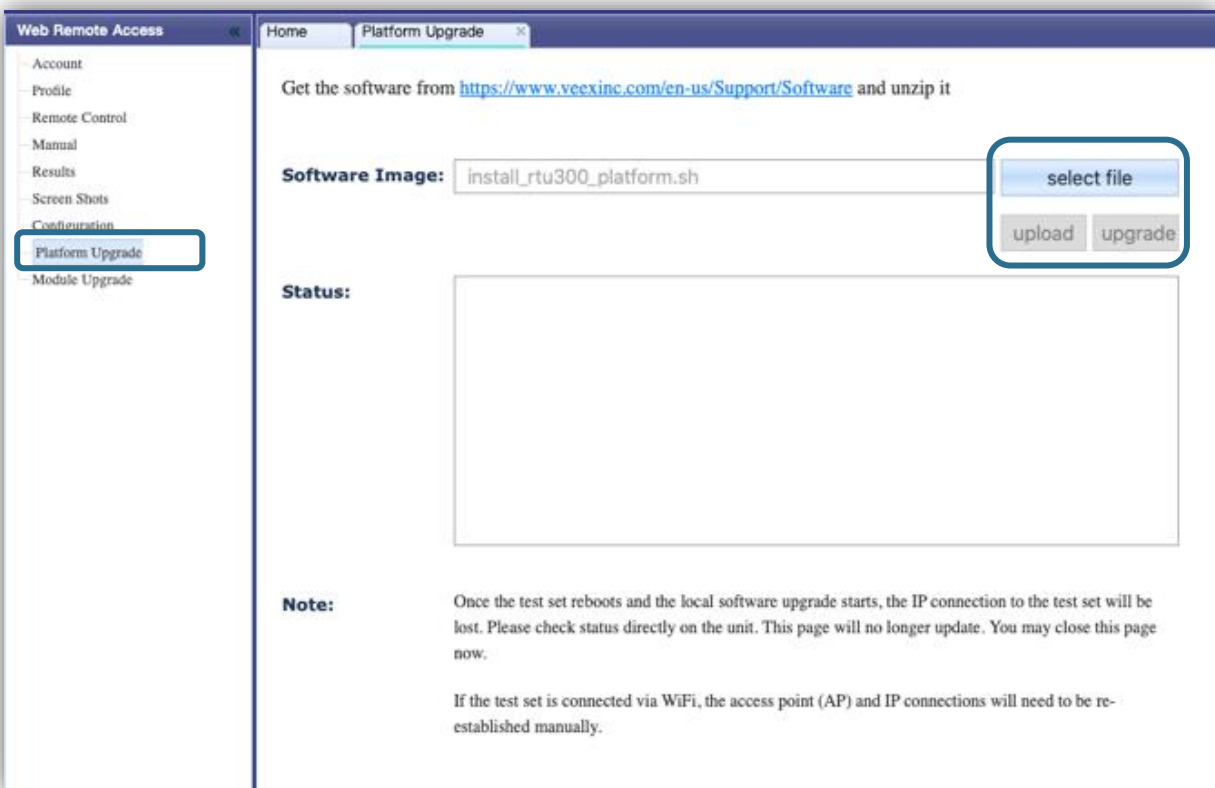 Web Remote Access «
Home
Platform Upgrade ×
Account
Profile
Remote Control
Manual
Results
Screen Shots
Configuration
Platform Upgrade
Module Upgrade
Get the software from https://www.veexinc.com/en-us/Support/Software and unzip it
Software Image: install_rtu300_platform.sh select file
upload upgrade
Status:
Note: Once the test set reboots and the local software upgrade starts, the IP connection to the test set will be
lost. Please check status directly on the unit. This page will no longer update. You may close this page
now.
If the test set is connected via WiFi, the access point (AP) and IP connections will need to be re-
established manually.